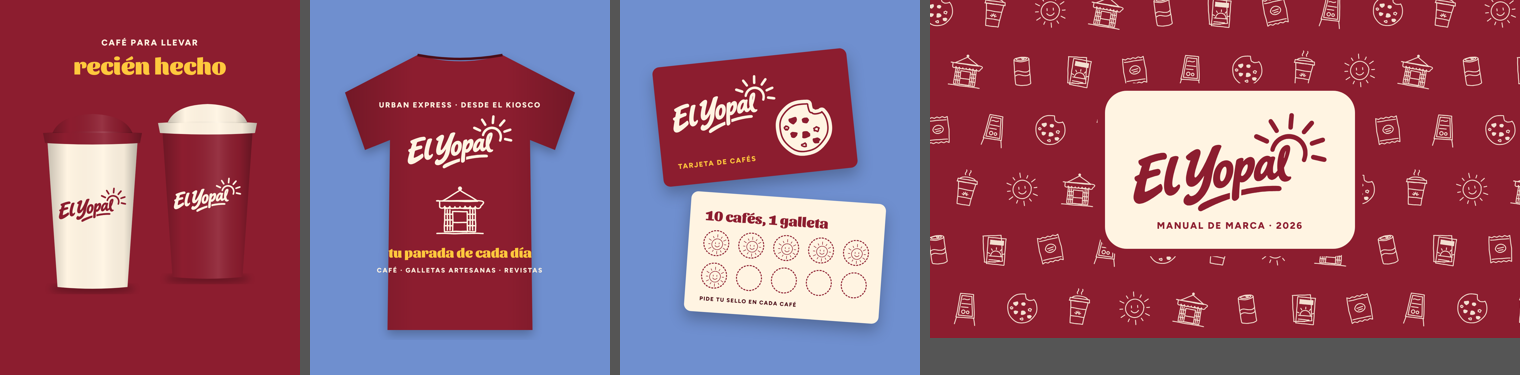 CAFÉ PARA LLEVAR
recién hecho
El Yopal
El Yopal
URBAN EXPRESS · DESDE EL KIOSCO
El Yopal
tu parada de cada día
CAFÉ · GALLETAS ARTESANAS · REVISTAS
El Yopal
TARJETA DE CAFÉS
10 cafés, 1 galleta
PIDE TU SELLO EN CADA CAFÉ
El Yopal
MANUAL DE MARCA · 2026